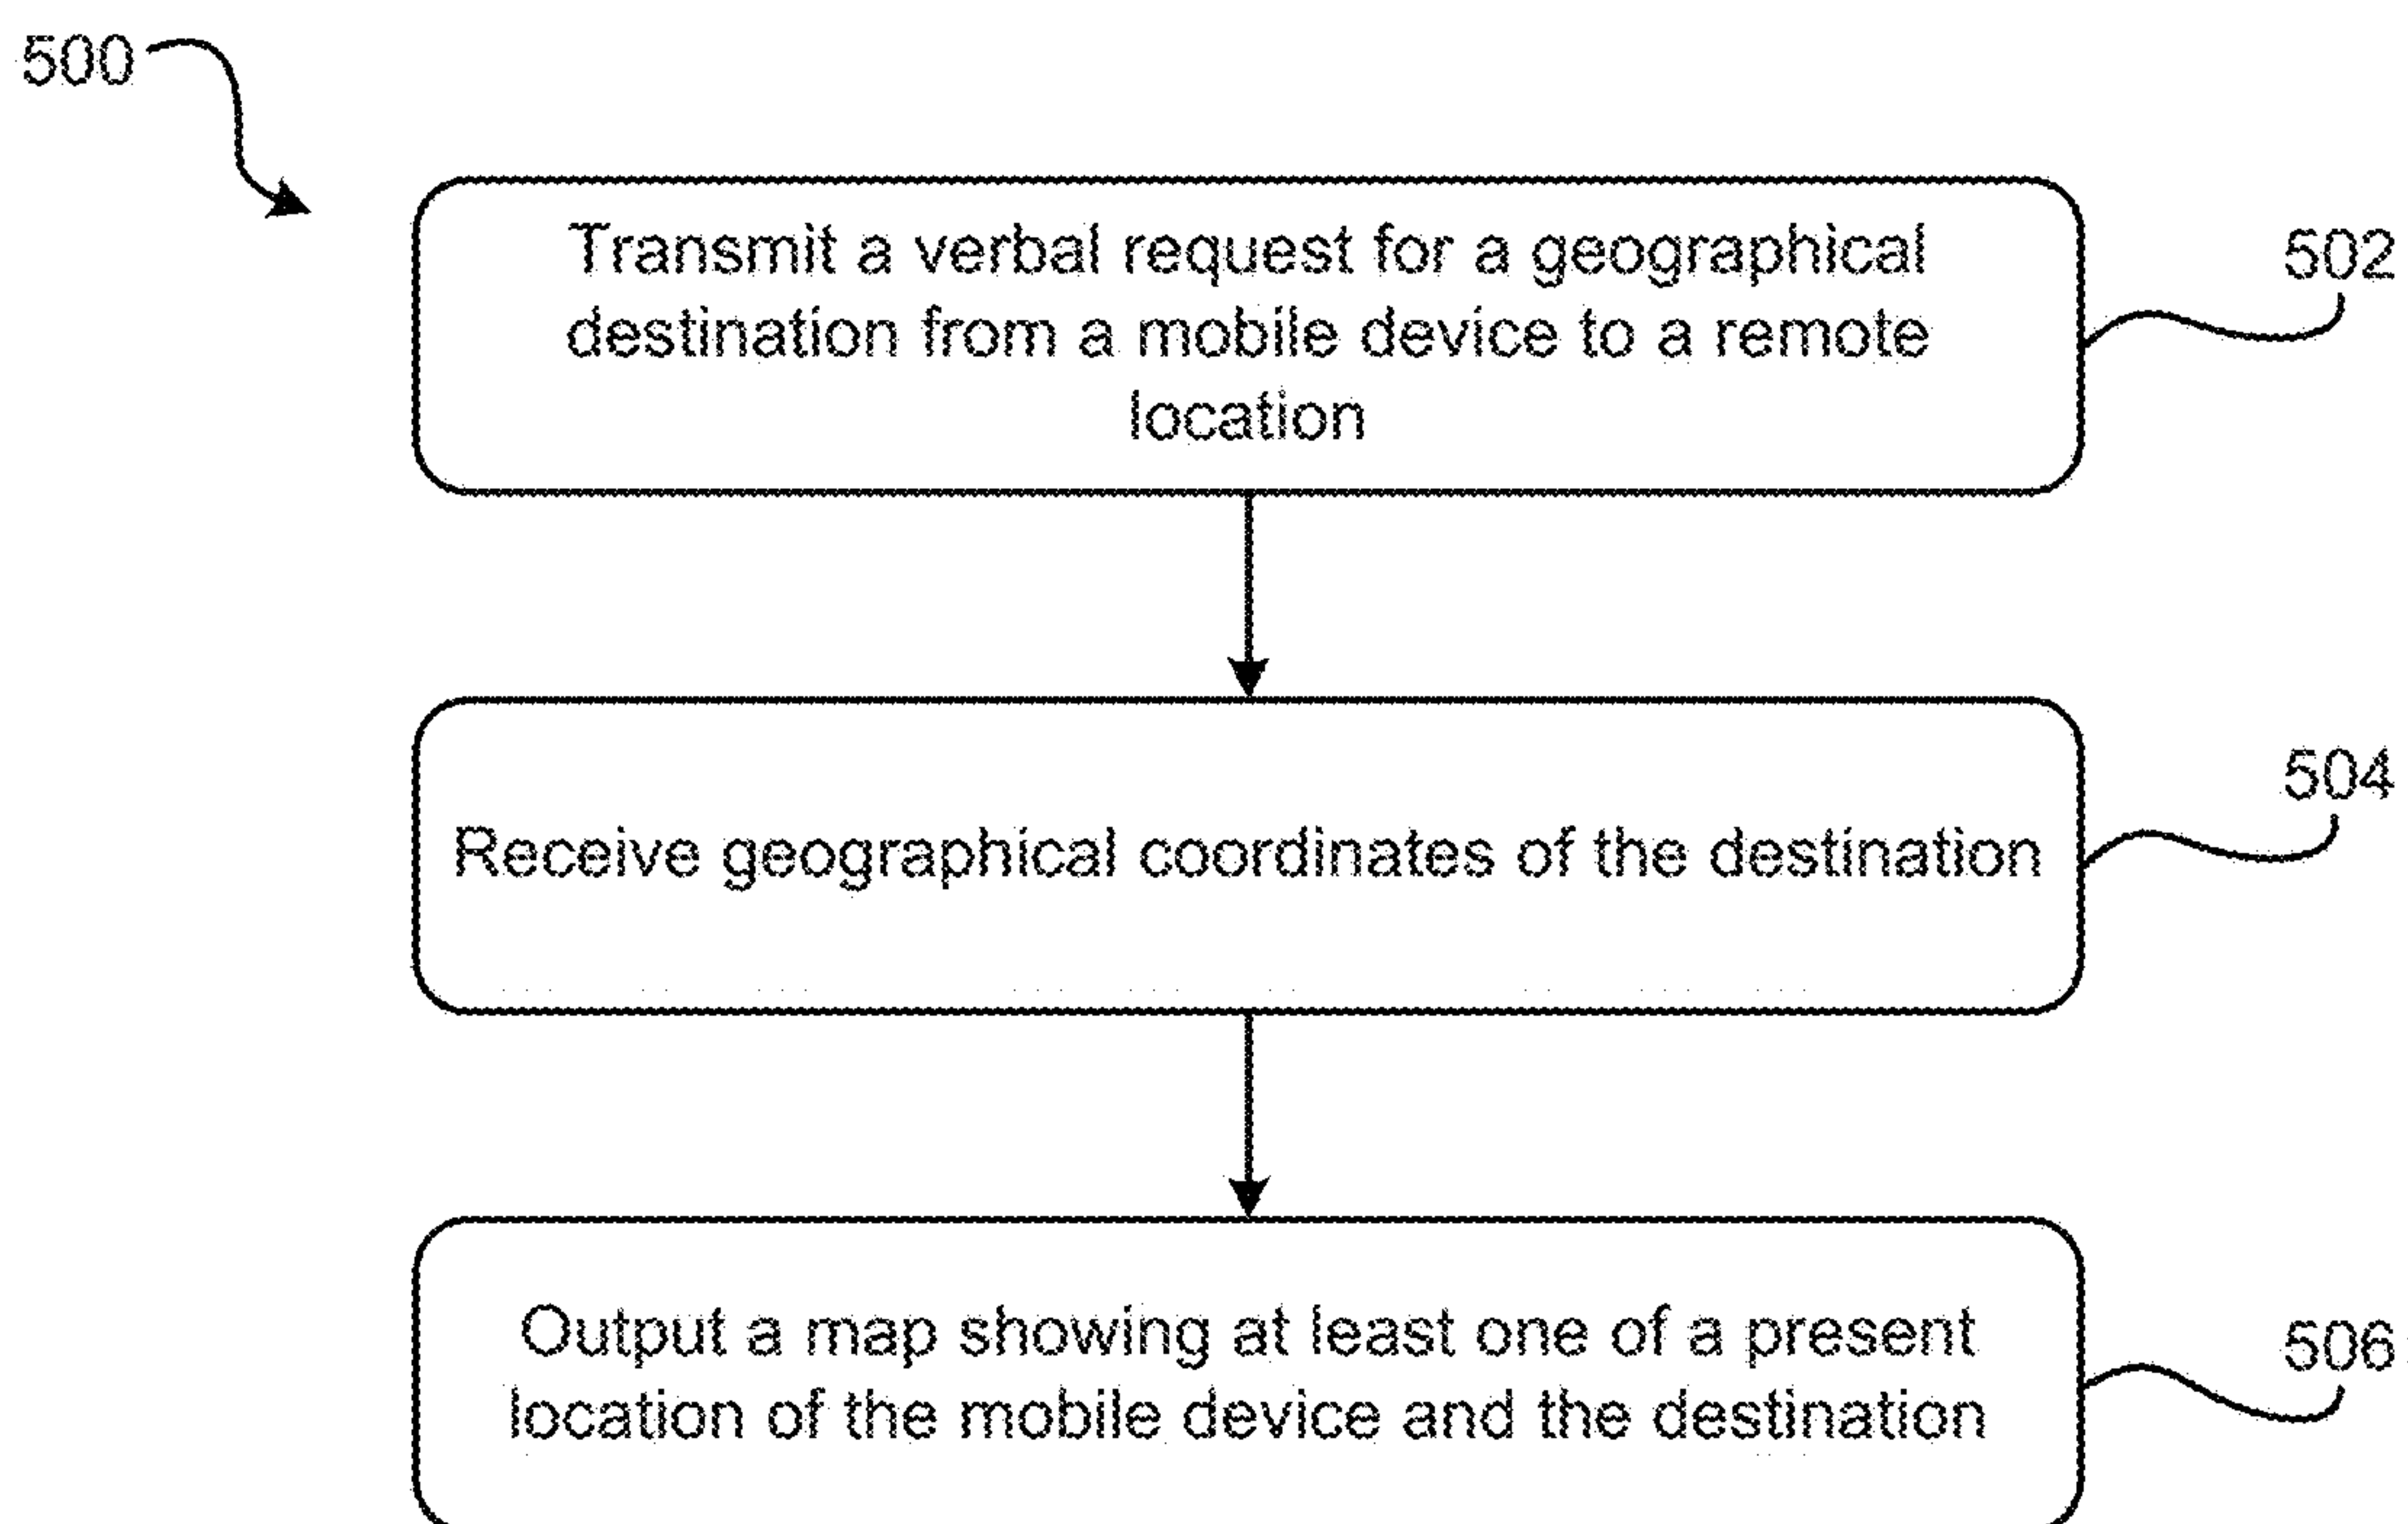 500
Transmit a verbal request for a geographical
destination from a mobile device to a remote
location
502
Receive geographical coordinates of the destination
504
Output a map showing at least one of a present
location of the mobile device and the destination
506